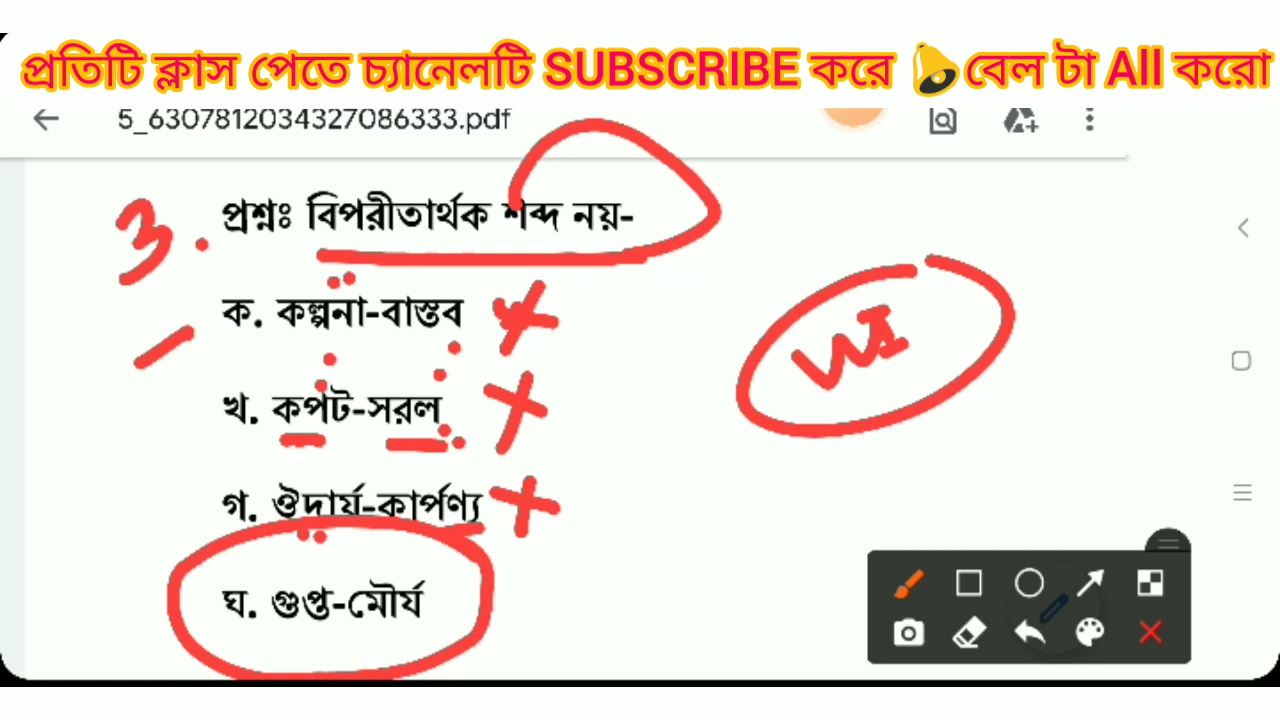 প্রতিটি ক্লাস পেতে চ্যানেলটি SUBSCRIBE করে 🔔বেল টা All করো
5_6307812034327086333.pdf
3. প্রশ্নঃ বিপরীতার্থক শব্দ নয়-
ক. কল্পনা-বাস্তব
খ. কপট-সরল
গ. ঔদার্য-কার্পণ্য
ঘ. গুপ্ত-মৌর্য